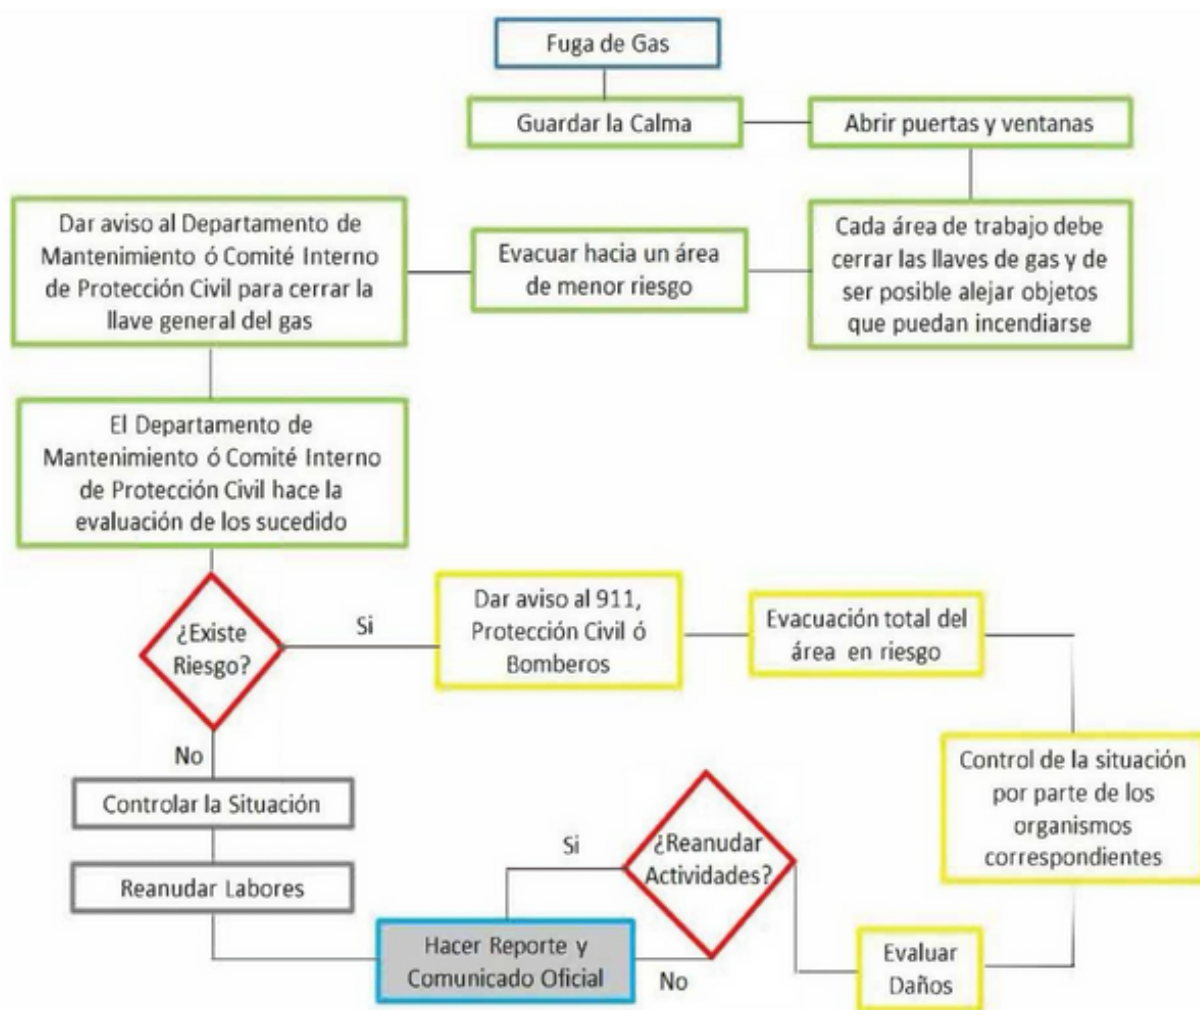 Fuga de Gas
Guardar la Calma
Abrir puertas y ventanas
Cada área de trabajo debe
cerrar las llaves de gas y de
ser posible alejar objetos
que puedan incendiarse
Evacuar hacia un área
de menor riesgo
Dar aviso al Departamento de
Mantenimiento ó Comité Interno
de Protección Civil para cerrar la
llave general del gas
El Departamento de
Mantenimiento ó Comité Interno
de Protección Civil hace la
evaluación de los sucedido
¿Existe
Riesgo?
Si
Dar aviso al 911,
Protección Civil ó
Bomberos
Evacuación total del
área en riesgo
Control de la situación
por parte de los
organismos
correspondientes
Evaluar
Daños
¿Reanudar
Actividades?
Si
No
No
Controlar la Situación
Reanudar Labores
Hacer Reporte y
Comunicado Oficial